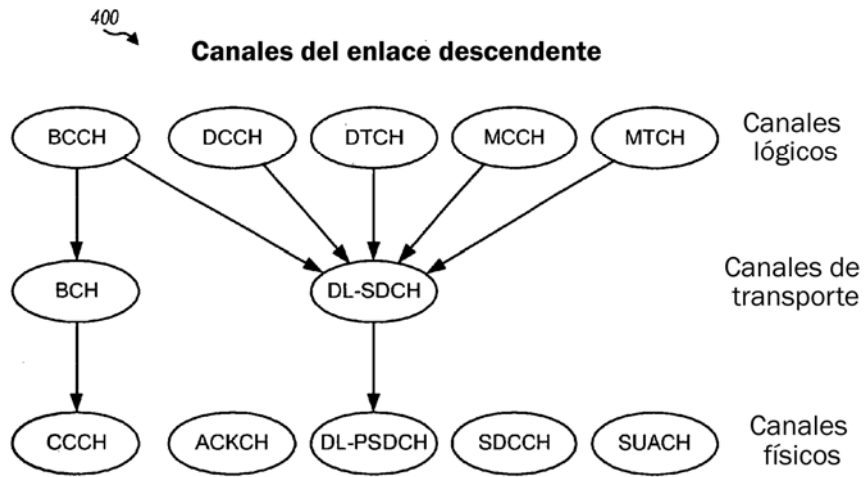 400
Canales del enlace descendente
BCCH DCCH DTCH MCCH MTCH Canales
lógicos
BCH DL-SDCH Canales de
transporte
CCCH ACKCH DL-PSDCH SDCCH SUACH Canales
físicos